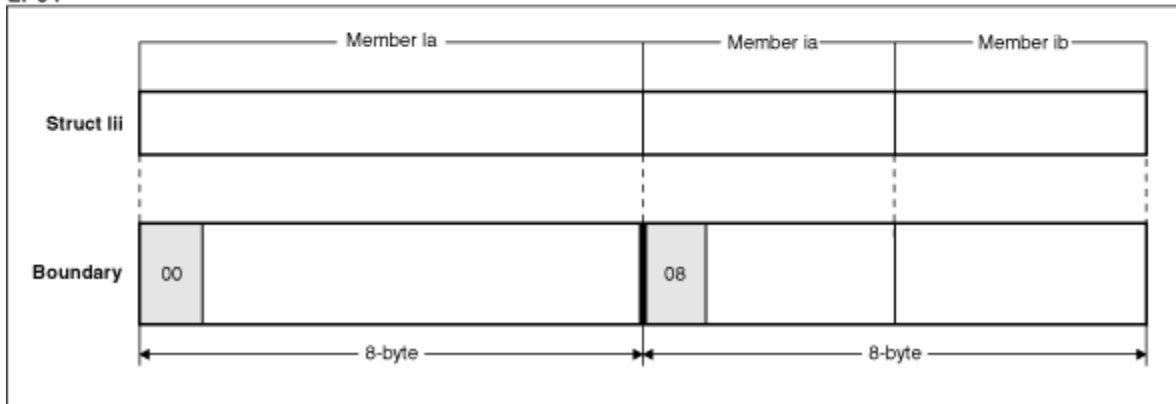 Member la Member ia Member ib
Struct lii
Boundary 00 08
8-byte 8-byte